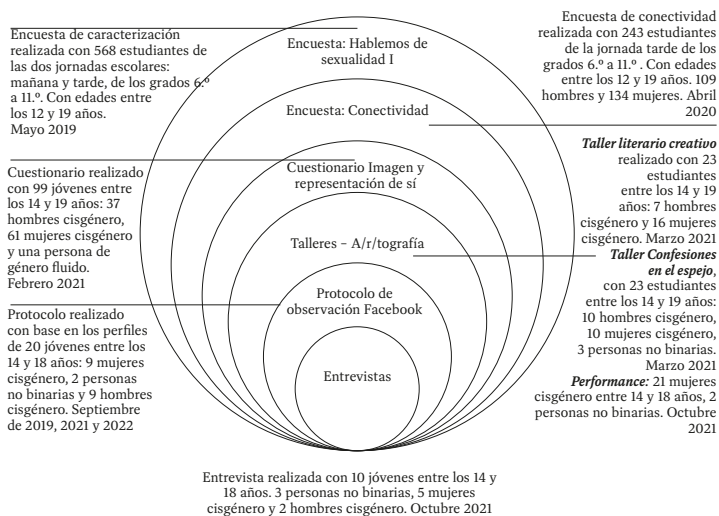 Encuesta de caracterización
realizada con 568 estudiantes de
las dos jornadas escolares:
mañana y tarde, de los grados 6.º
a 11.º. Con edades entre
los 12 y 19 años.
Mayo 2019
Cuestionario realizado
con 99 jóvenes entre
los 14 y 19 años: 37
hombres cisgénero,
61 mujeres cisgénero
y una persona de
género fluido.
Febrero 2021
Protocolo realizado
con base en los perfiles
de 20 jóvenes entre los
14 y 18 años: 9 mujeres
cisgénero, 2 personas
no binarias y 9 hombres
cisgénero. Septiembre
de 2019, 2021 y 2022
Encuesta: Hablemos de
sexualidad I
Encuesta: Conectividad
Cuestionario Imagen y
representación de sí
Talleres – A/r/tografía
Protocolo de
observación Facebook
Entrevistas
Encuesta de conectividad
realizada con 243 estudiantes
de la jornada tarde de los
grados 6.º a 11.º . Con edades
entre los 12 y 19 años. 109
hombres y 134 mujeres. Abril
2020
Taller literario creativo
realizado con 23
estudiantes
entre los 14 y 19
años: 7 hombres
cisgénero y 16 mujeres
cisgénero. Marzo 2021
Taller Confesiones
en el espejo,
con 23 estudiantes
entre los 14 y 19 años:
10 hombres cisgénero,
10 mujeres cisgénero,
3 personas no binarias.
Marzo 2021
Performance: 21 mujeres
cisgénero entre 14 y 18 años, 2
personas no binarias. Octubre
2021
Entrevista realizada con 10 jóvenes entre los 14 y
18 años. 3 personas no binarias, 5 mujeres
cisgénero y 2 hombres cisgénero. Octubre 2021